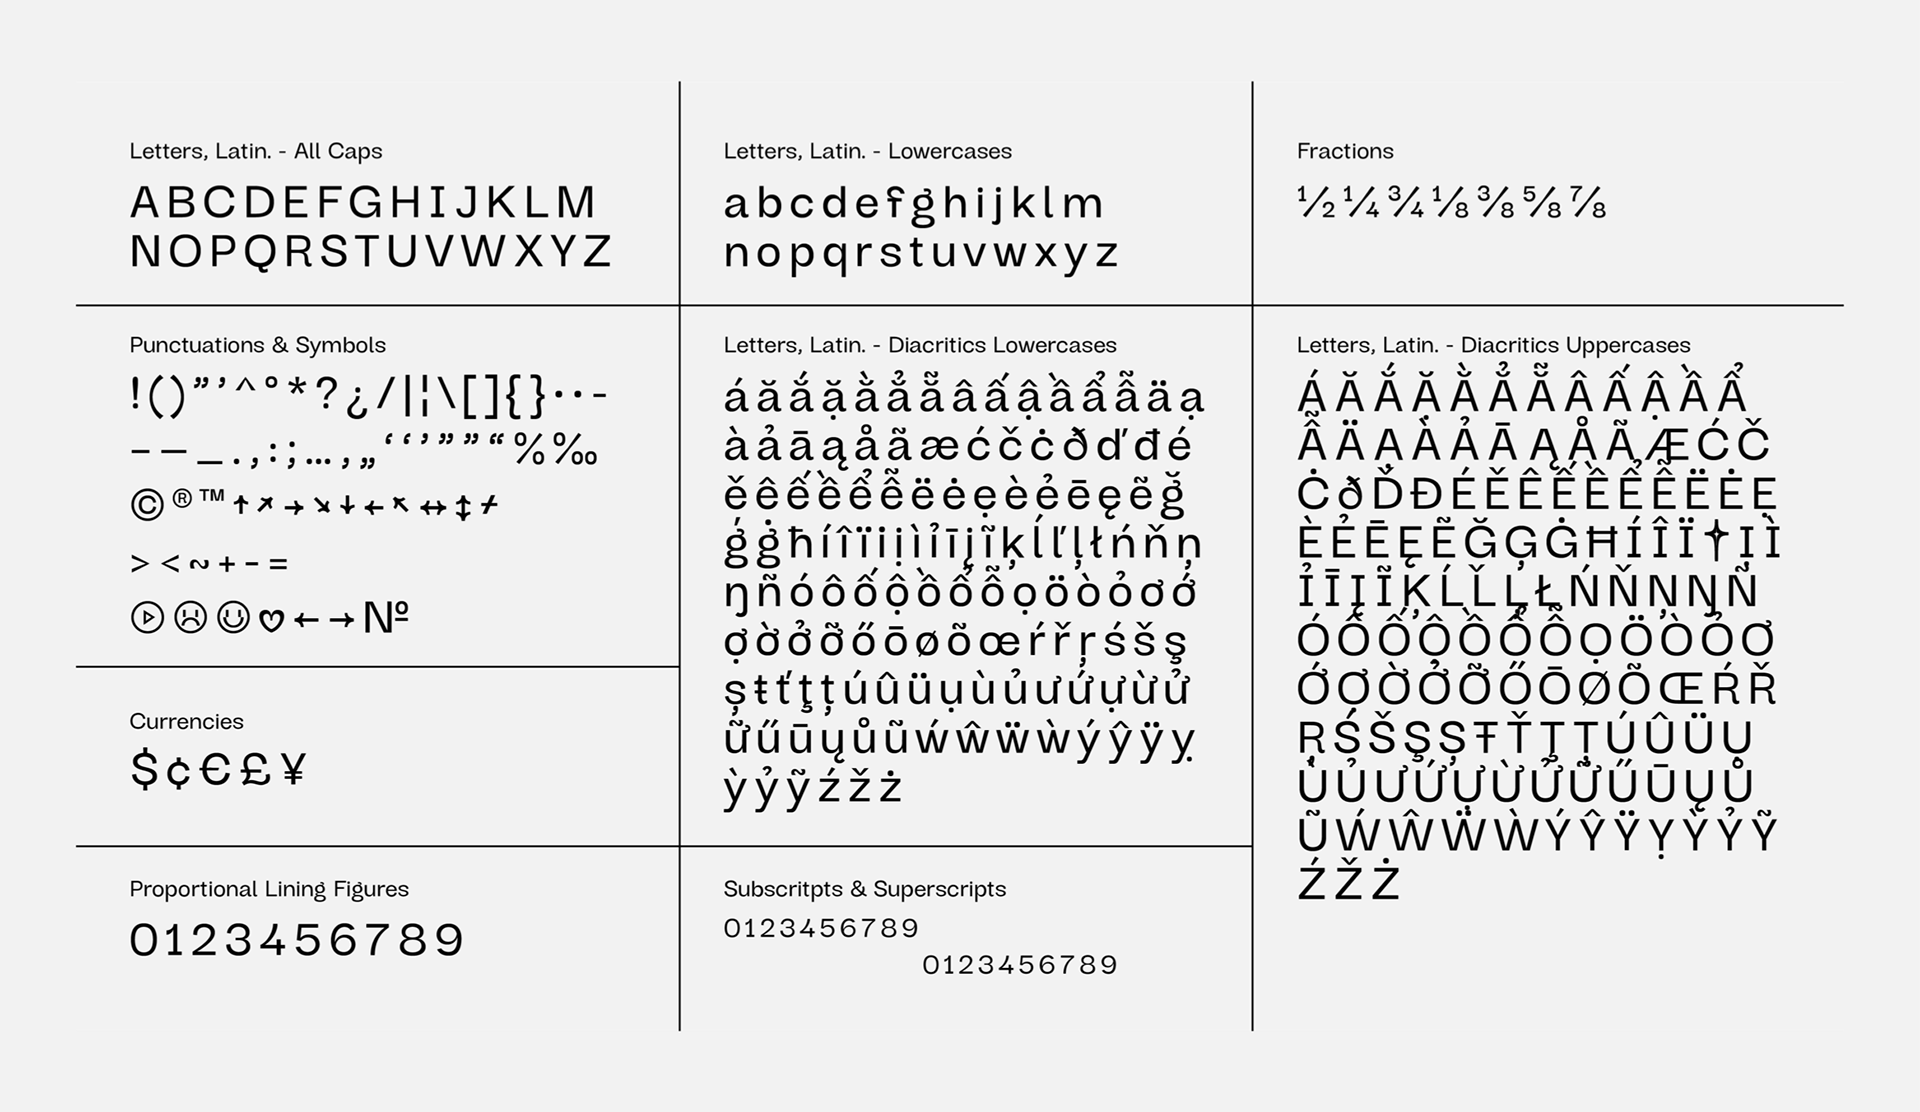 Letters, Latin. - All Caps
ABCDEFGHIJKLM
NOPQRSTUVWXYZ
Letters, Latin. - Lowercases
abcdefghijklm
nopqrstuvwxyz
Fractions
½ ¼ ¾ ⅛ ⅜ ⅝ ⅞
Punctuations & Symbols
!()”’^°*?¿/|¦\[]{}··-
–—_.,:;…‚„‘‘’”””“%‰
©®™↑↗→↘↓←↖↔↕≁
><~+−=
▷☹☺♡←→№
Currencies
$¢€£¥
Proportional Lining Figures
0123456789
Letters, Latin. - Diacritics Lowercases
áăắặằẳẵâấậầẩẫäạ
àảāąåãæćčċðďđé
ěêếềểễëėẹèẻēęẽğ
ģġħíîïiịìỉīįĩķĺľļłńňņ
ŋñóôốộồổỗọöòỏơớ
ợờởỡőōøõœŕřŗśšş
șŧťţțúûüụùủưứựừử
ữűūųůũẃŵẅẁýŷÿỵ
ỳỷỹźžż
Subscritpts & Superscripts
0123456789
0123456789
Letters, Latin. - Diacritics Uppercases
ÁĂẮẶẰẲẴÂẤẬẦẨ
ẪÄẠÀẢĀĄÅÃÆĆČ
ĊðĎĐÉĚÊẾỀỂỄËĖẸ
ÈẺĒĘẼĞĢĠĦÍÎÏ✝ỊÌ
ỈĪĮĨĶĹĽĻŁŃŇŅŊÑ
ÓÔỐỘỒỔỖỌÖÒỎƠ
ỚỢỜỞỠŐŌØÕŒŔŘ
ŖŚŠŞȘŦŤŢȚÚÛÜỤ
ÙỦƯỨỰỪỬỮŰŪŲŮ
ŨẂŴẄẀÝŶŸỴỲỶỸ
ŹŽŻ